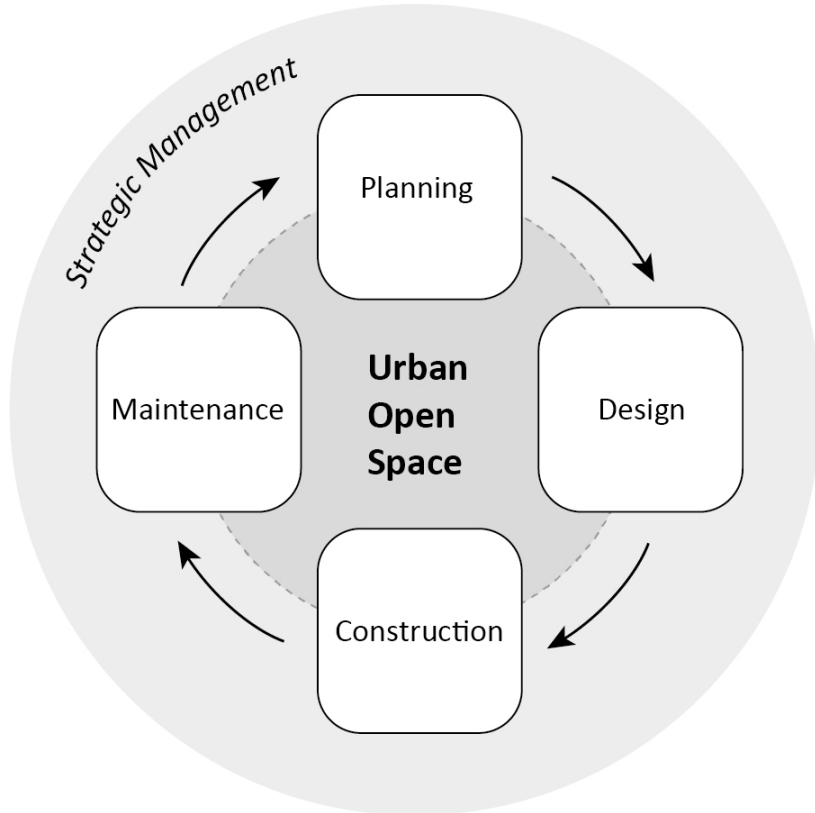 Strategic Management
Planning
Urban
Open
Space
Maintenance
Design
Construction